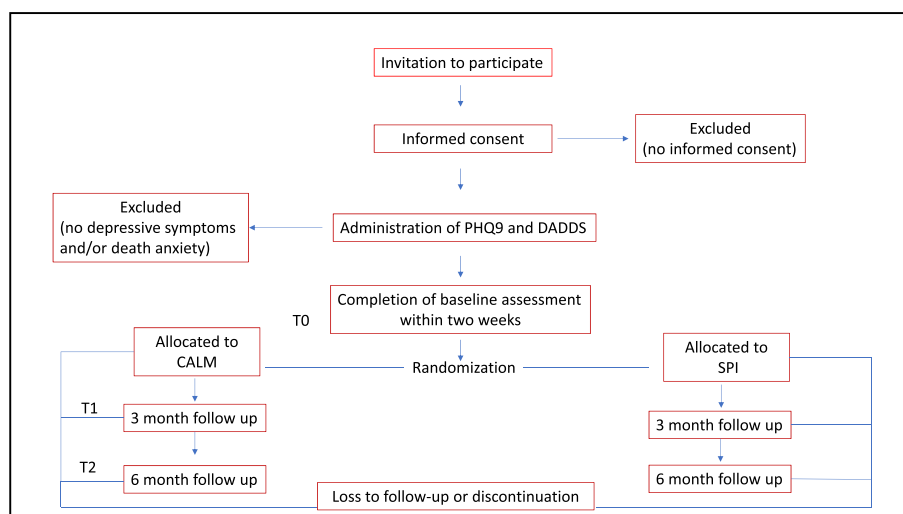 Invitation to participate
Informed consent
Excluded
(no informed consent)
Excluded
(no depressive symptoms
and/or death anxiety)
Administration of PHQ9 and DADDS
Completion of baseline assessment
within two weeks
T0
Allocated to
CALM
Randomization
Allocated to
SPI
T1
3 month follow up
3 month follow up
T2
6 month follow up
6 month follow up
Loss to follow-up or discontinuation